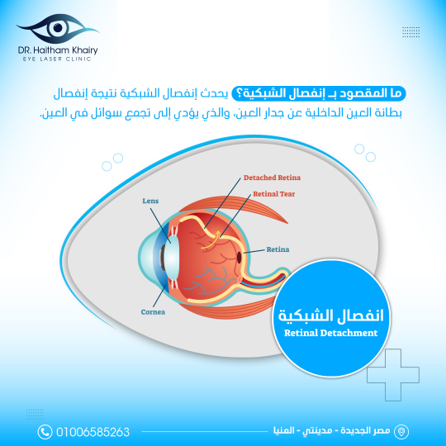 DR. Haitham Khairy
EYE LASER CLINIC
ما المقصود بـ إنفصال الشبكية؟ يحدث إنفصال الشبكية نتيجة إنفصال
بطانة العين الداخلية عن جدار العين، والذي يؤدي إلى تجمع سوائل في العين.
Detached Retina
Retinal Tear
Lens
Retina
Cornea
انفصال الشبكية
Retinal Detachment
01006585263
مصر الجديدة - مدينتي - المنيا